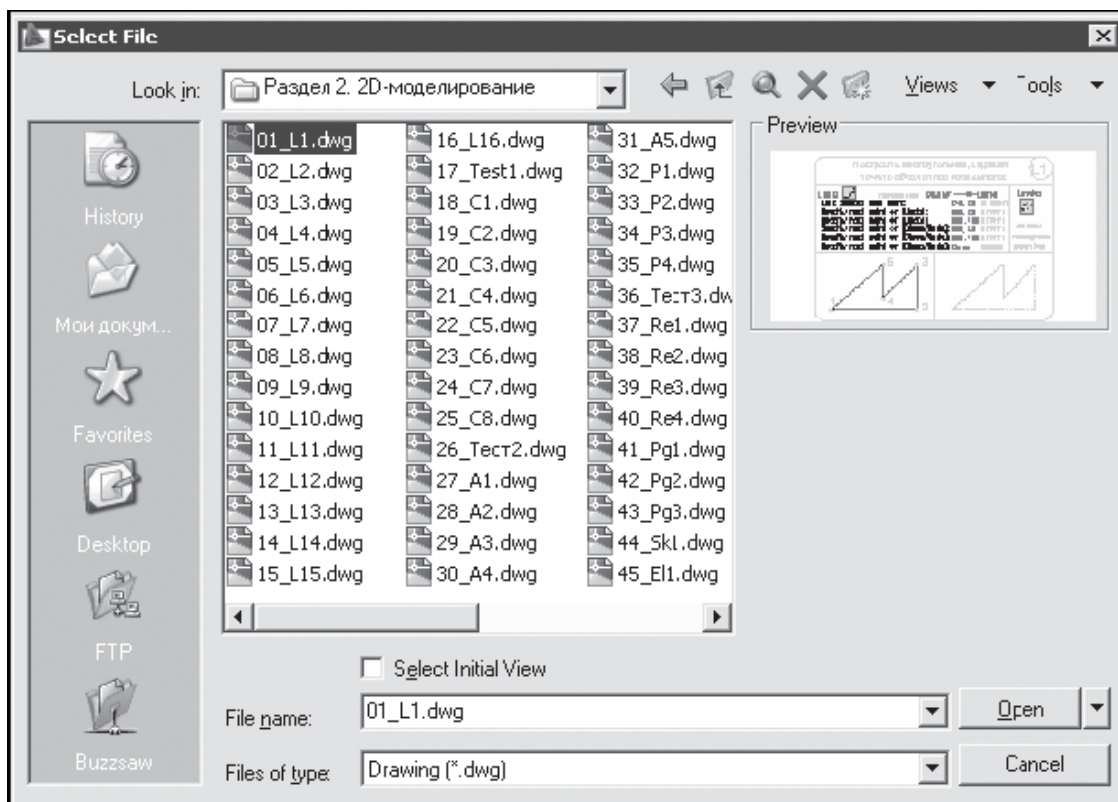 Select File
Look in:
Раздел 2. 2D-моделирование
Views
Tools
History
Мои докум...
Favorites
Desktop
FTP
Buzzsaw
01_L1.dwg
02_L2.dwg
03_L3.dwg
04_L4.dwg
05_L5.dwg
06_L6.dwg
07_L7.dwg
08_L8.dwg
09_L9.dwg
10_L10.dwg
11_L11.dwg
12_L12.dwg
13_L13.dwg
14_L14.dwg
15_L15.dwg
16_L16.dwg
17_Test1.dwg
18_C1.dwg
19_C2.dwg
20_C3.dwg
21_C4.dwg
22_C5.dwg
23_C6.dwg
24_C7.dwg
25_C8.dwg
26_Тест2.dwg
27_A1.dwg
28_A2.dwg
29_A3.dwg
30_A4.dwg
31_A5.dwg
32_P1.dwg
33_P2.dwg
34_P3.dwg
35_P4.dwg
36_Тест3.dw
37_Re1.dwg
38_Re2.dwg
39_Re3.dwg
40_Re4.dwg
41_Pg1.dwg
42_Pg2.dwg
43_Pg3.dwg
44_Skl.dwg
45_El1.dwg
Preview
L1
Select Initial View
File name:
01_L1.dwg
Open
Files of type:
Drawing (*.dwg)
Cancel